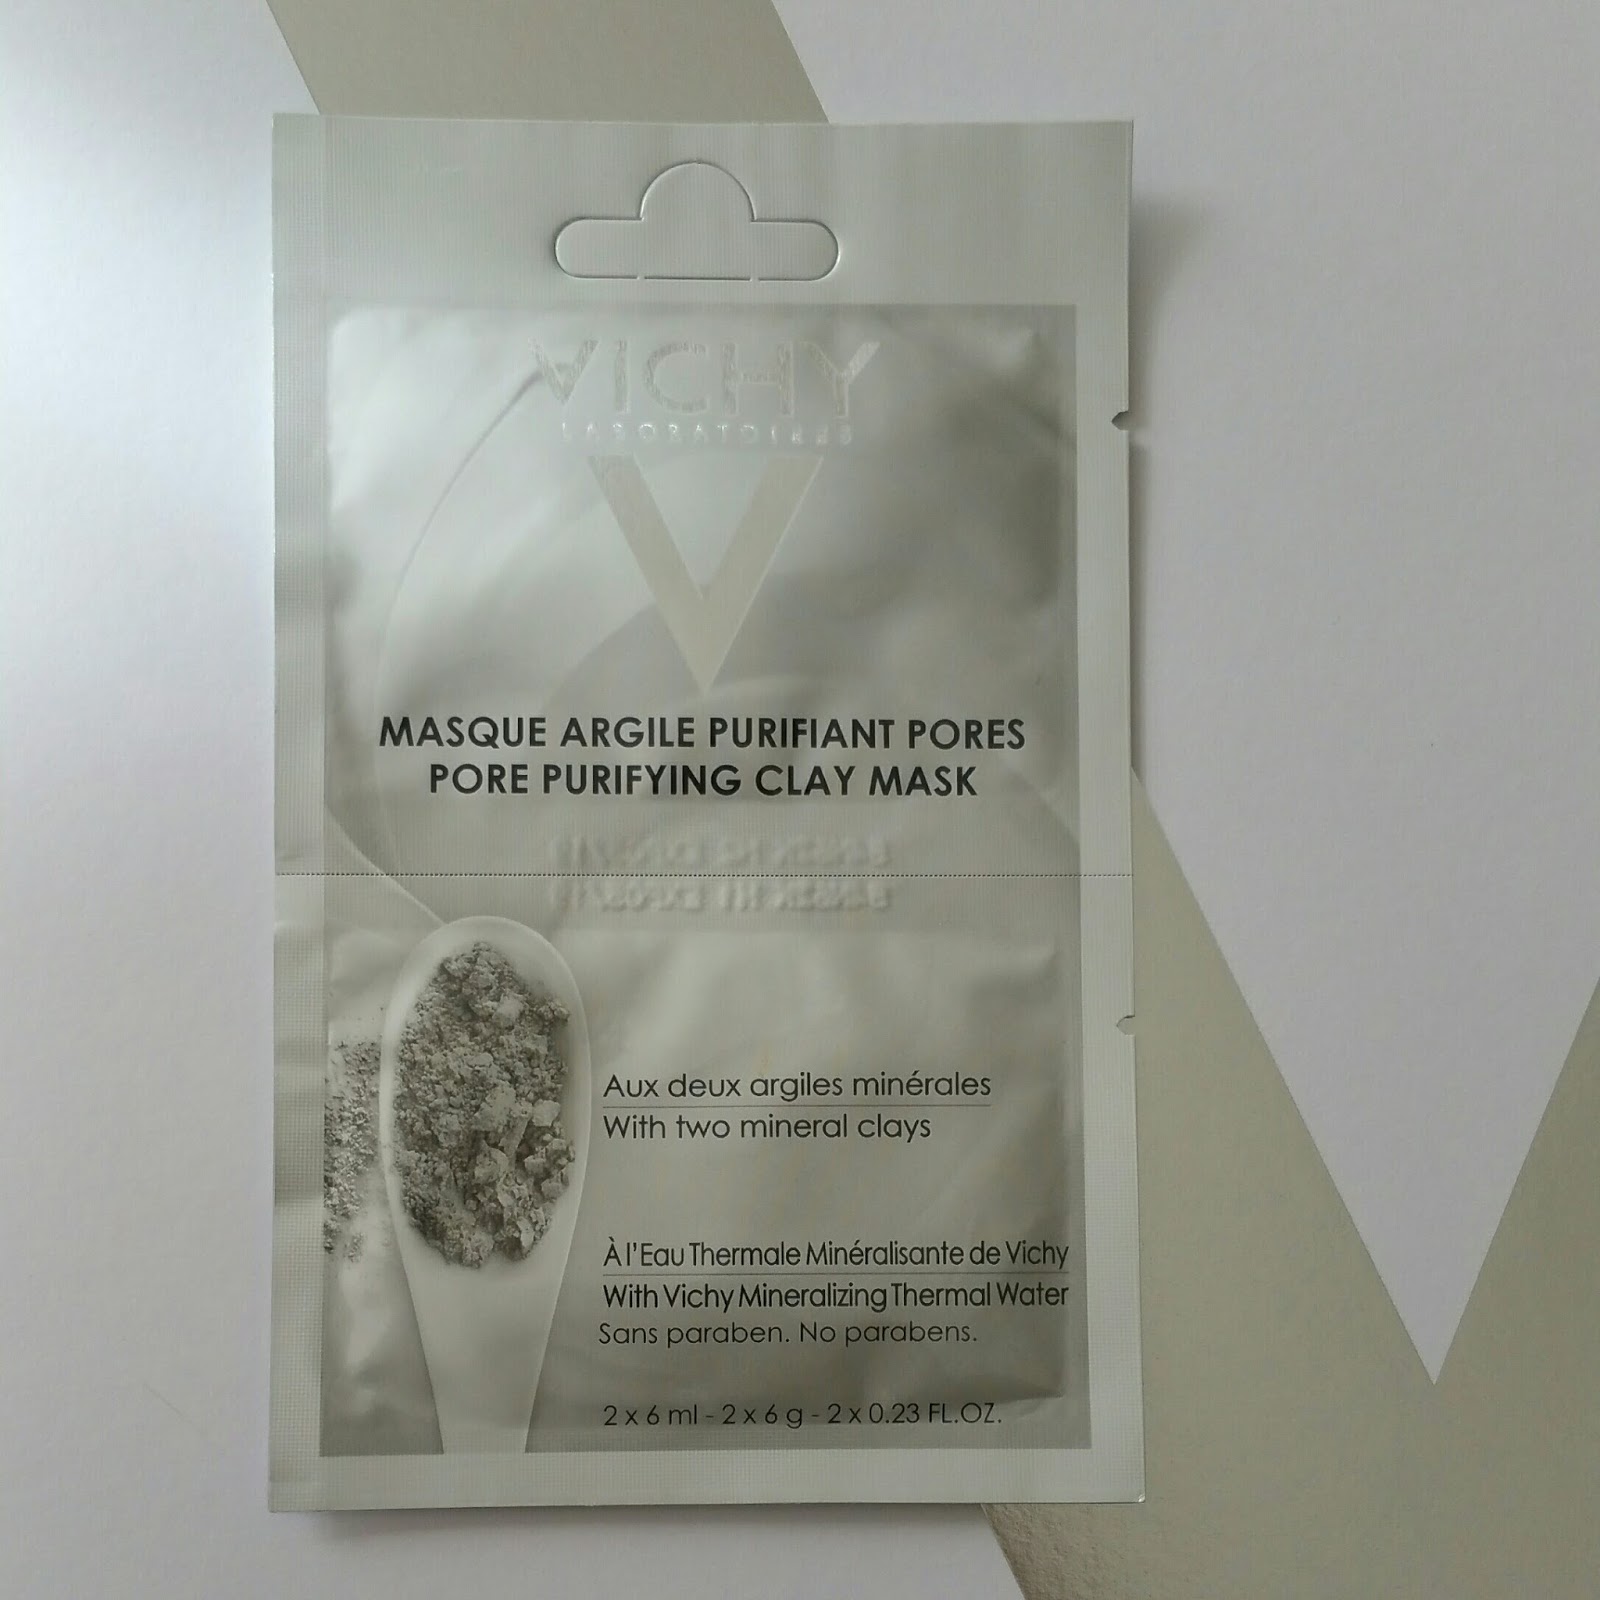 VICHY
LABORATOIRES
V
MASQUE ARGILE PURIFIANT PORES
PORE PURIFYING CLAY MASK
Aux deux argiles minérales
With two mineral clays
À l'Eau Thermale Minéralisante de Vichy
With Vichy Mineralizing Thermal Water
Sans paraben. No parabens.
2 x 6 ml - 2 x 6 g - 2 x 0.23 FL.OZ.